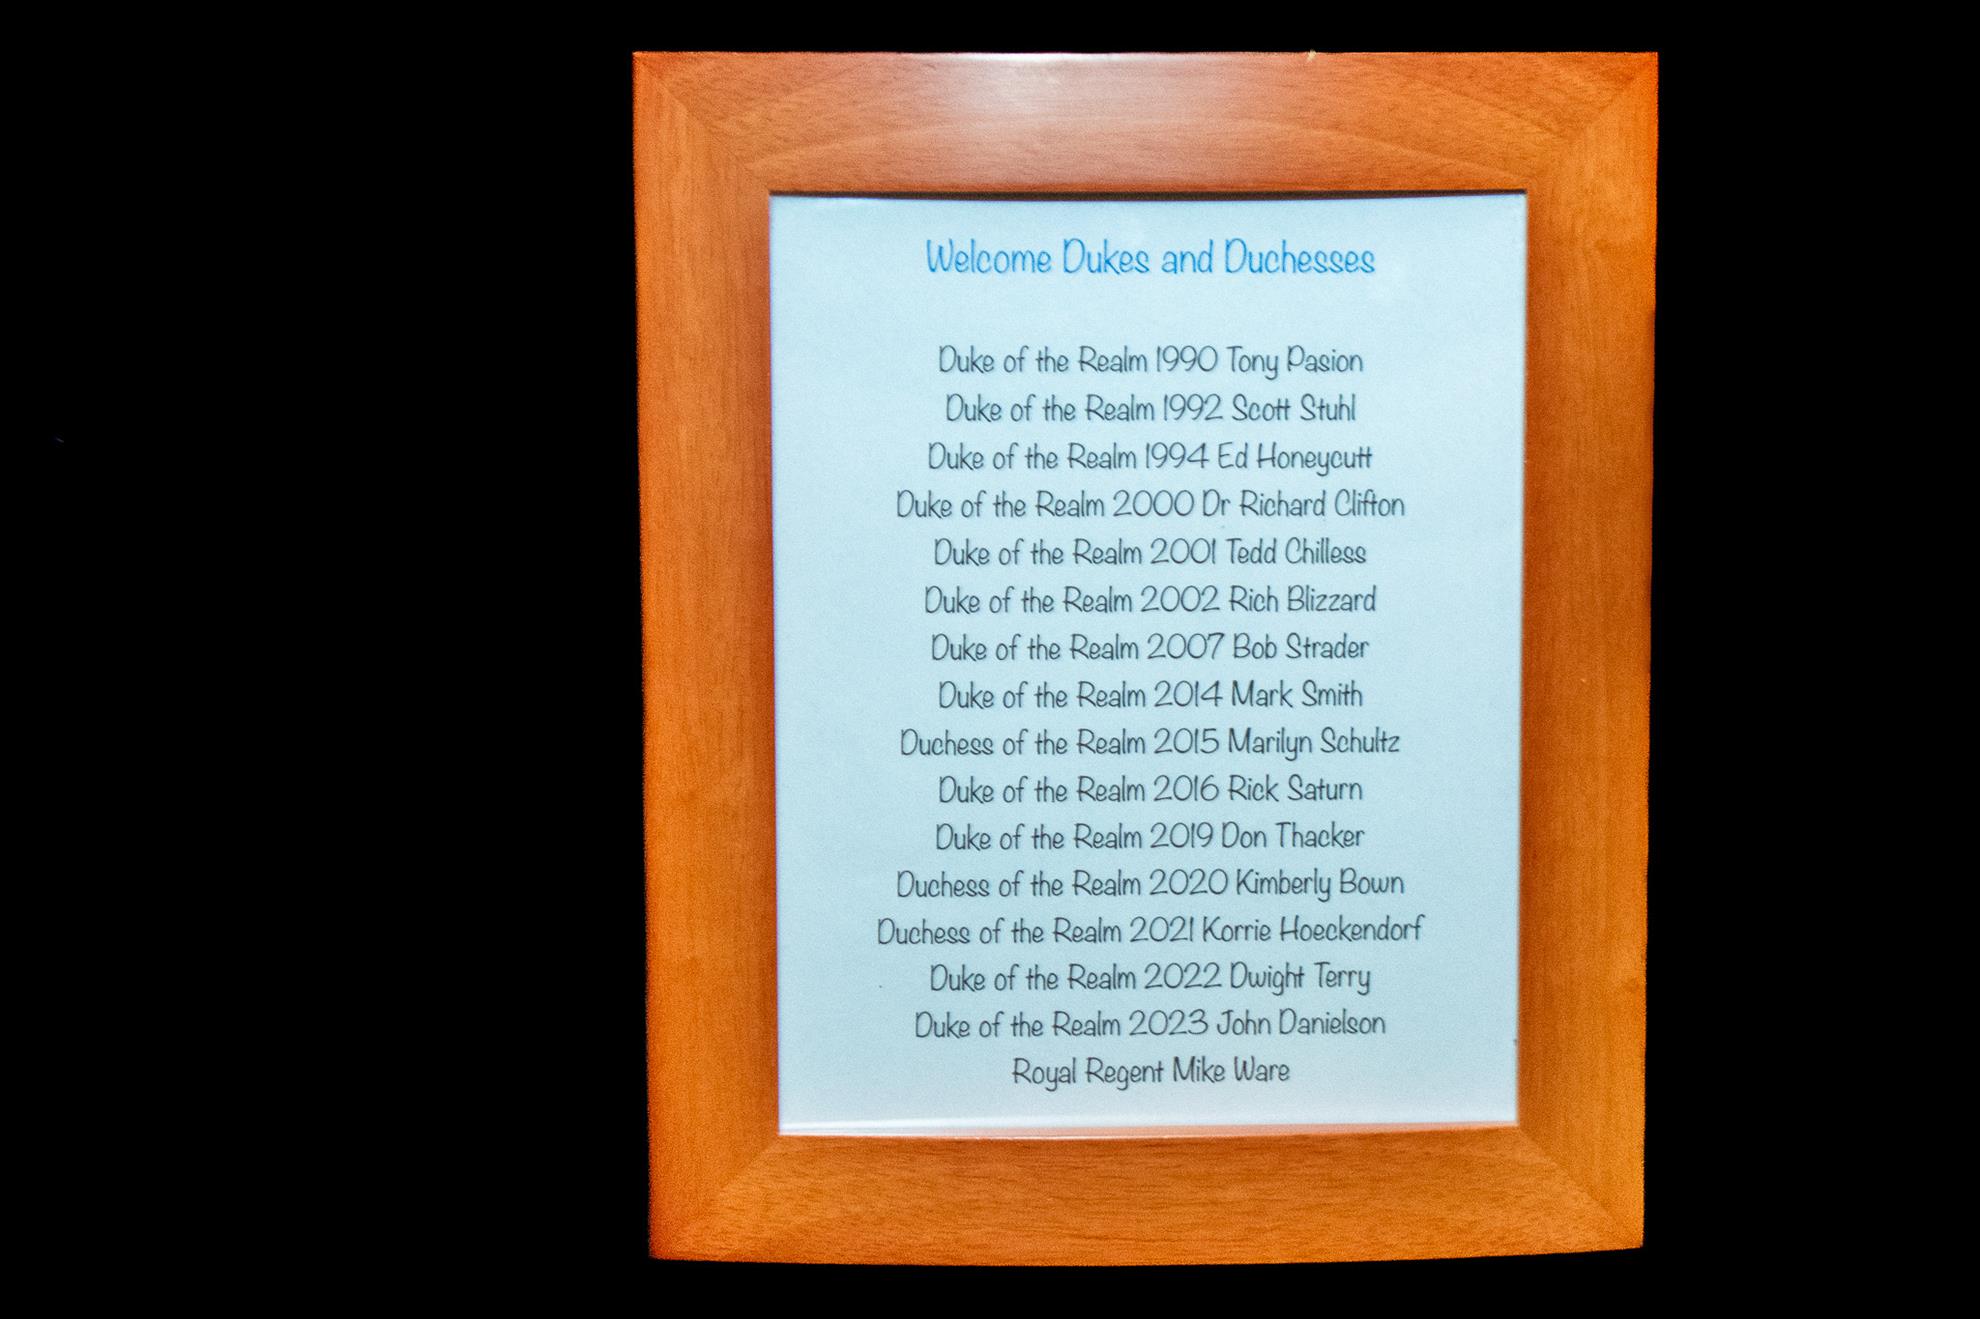 Welcome Dukes and Duchesses
Duke of the Realm 1990 Tony Pasion
Duke of the Realm 1992 Scott Stuhl
Duke of the Realm 1994 Ed Honeycutt
Duke of the Realm 2000 Dr Richard Clifton
Duke of the Realm 2001 Tedd Chilless
Duke of the Realm 2002 Rich Blizzard
Duke of the Realm 2007 Bob Strader
Duke of the Realm 2014 Mark Smith
Duchess of the Realm 2015 Marilyn Schultz
Duke of the Realm 2016 Rick Saturn
Duke of the Realm 2019 Don Thacker
Duchess of the Realm 2020 Kimberly Bown
Duchess of the Realm 2021 Korrie Hoeckendorf
Duke of the Realm 2022 Dwight Terry
Duke of the Realm 2023 John Danielson
Royal Regent Mike Ware